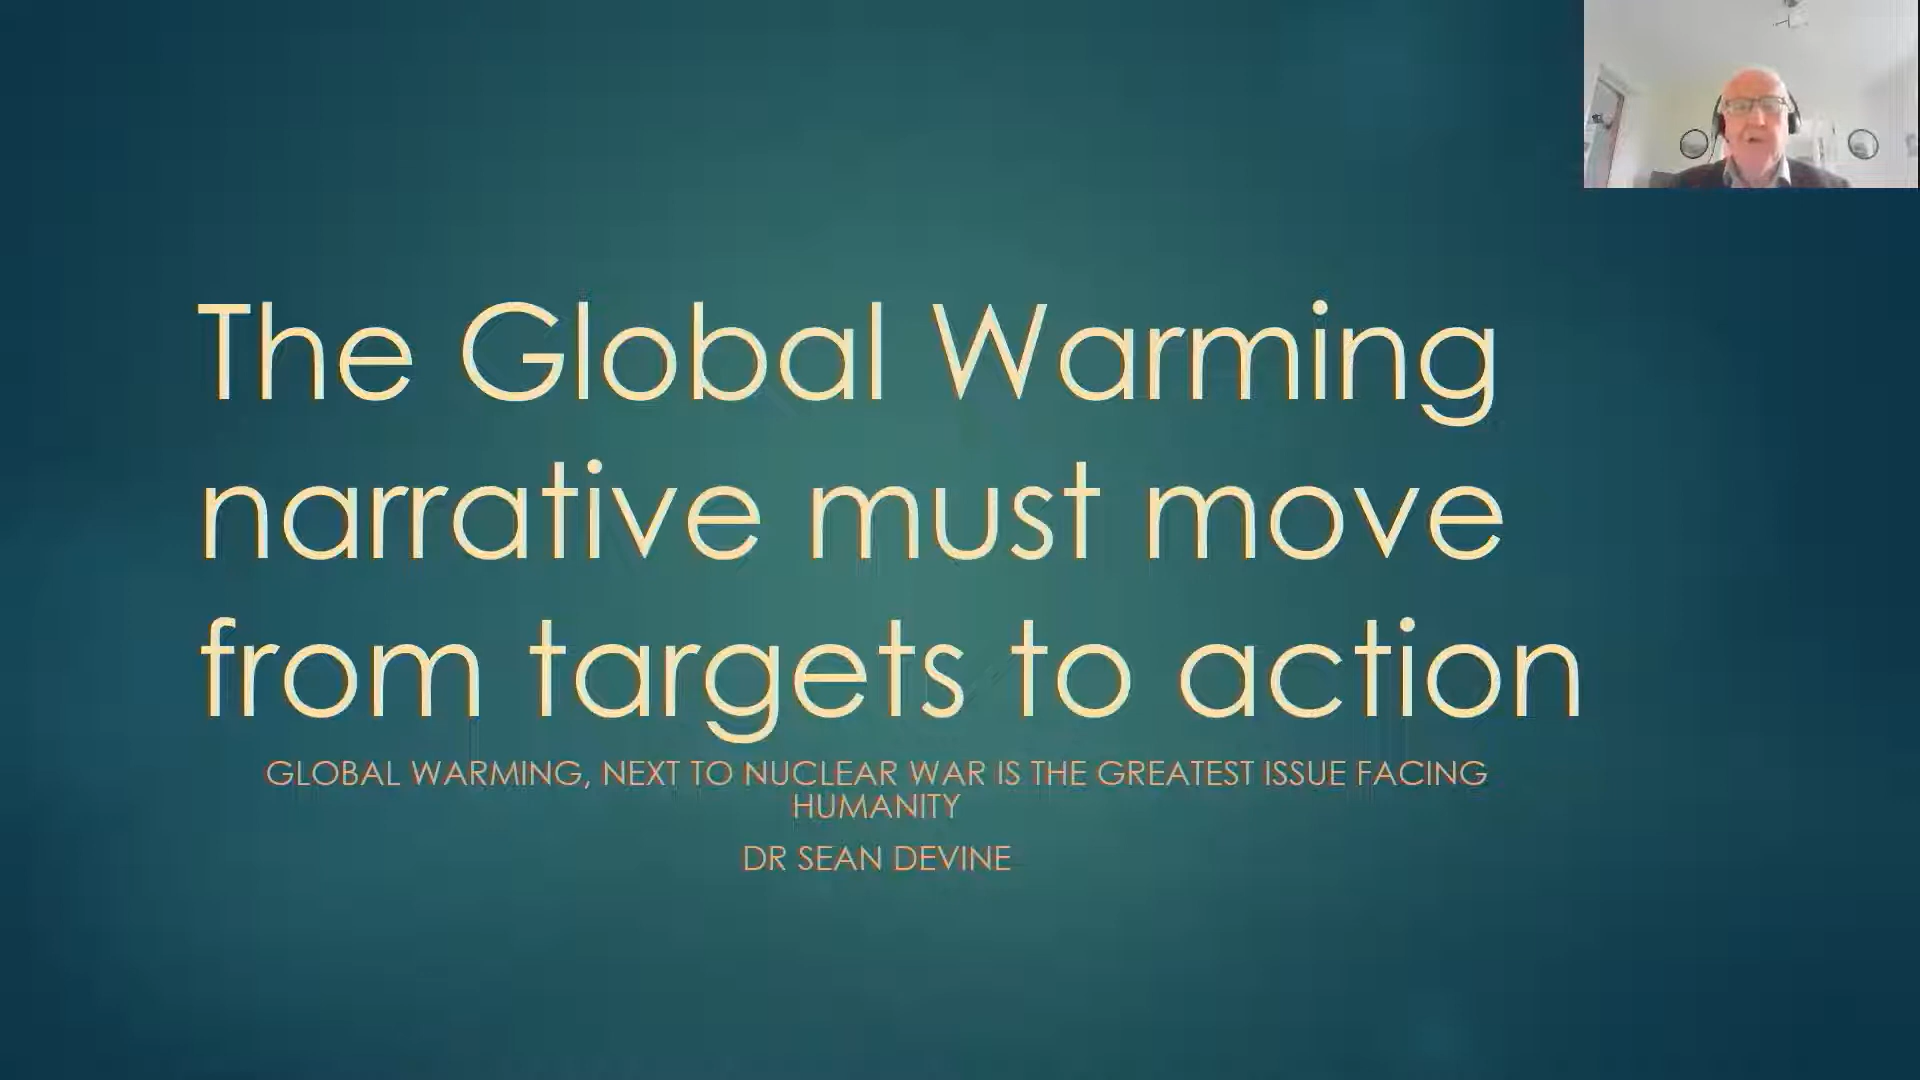 The Global Warming
narrative must move
from targets to action
GLOBAL WARMING, NEXT TO NUCLEAR WAR IS THE GREATEST ISSUE FACING
HUMANITY
DR SEAN DEVINE